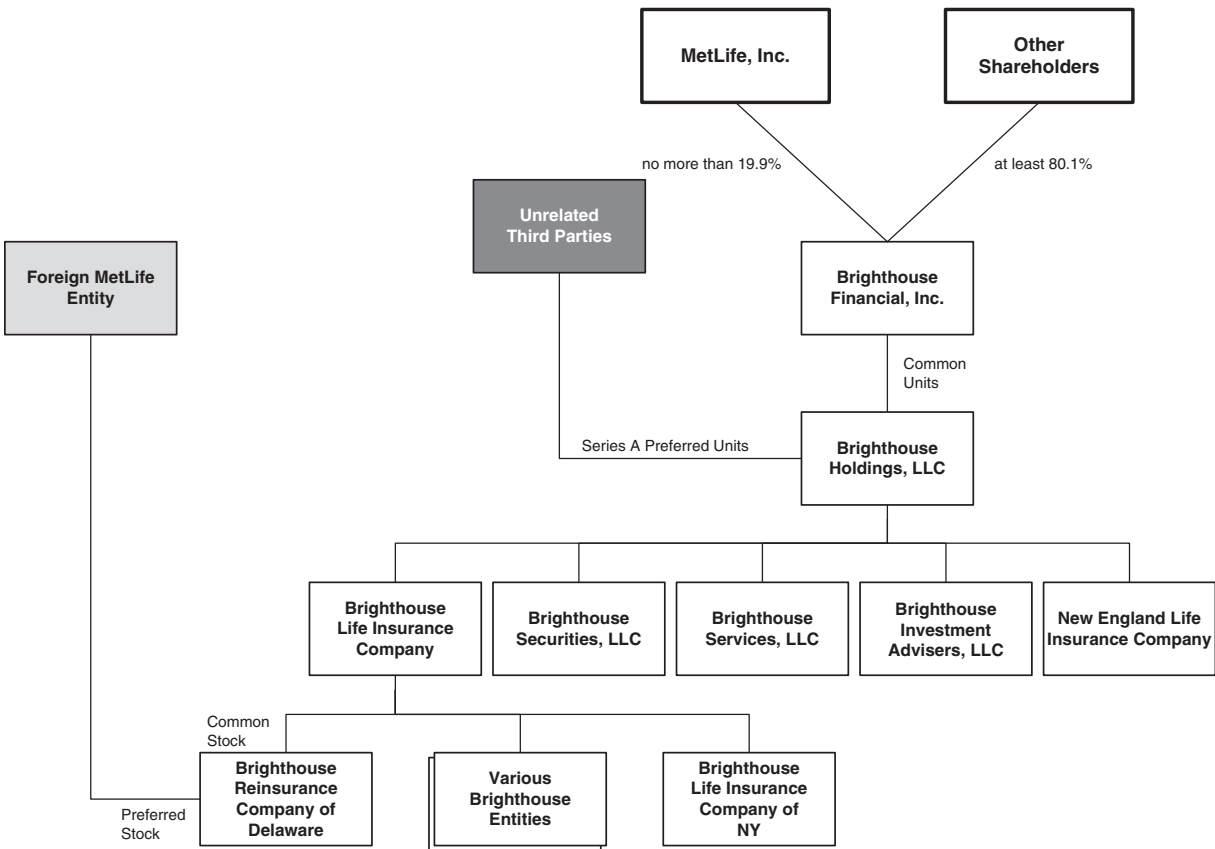 MetLife, Inc.
Other
Shareholders
no more than 19.9%
at least 80.1%
Unrelated
Third Parties
Foreign MetLife
Entity
Brighthouse
Financial, Inc.
Common
Units
Series A Preferred Units
Brighthouse
Holdings, LLC
Brighthouse
Life Insurance
Company
Brighthouse
Securities, LLC
Brighthouse
Services, LLC
Brighthouse
Investment
Advisers, LLC
New England Life
Insurance Company
Common
Stock
Brighthouse
Reinsurance
Company of
Delaware
Various
Brighthouse
Entities
Brighthouse
Life Insurance
Company of
NY
Preferred
Stock